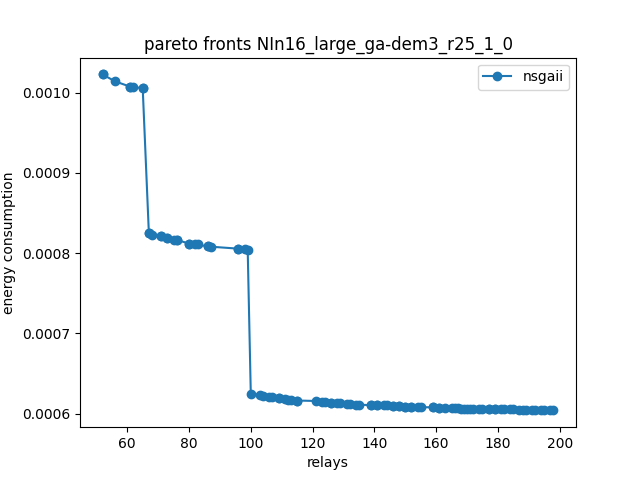 pareto fronts NIn16_large_ga-dem3_r25_1_0
nsgaii
energy consumption
0.0010
0.0009
0.0008
0.0007
0.0006
60 80 100 120 140 160 180 200
relays